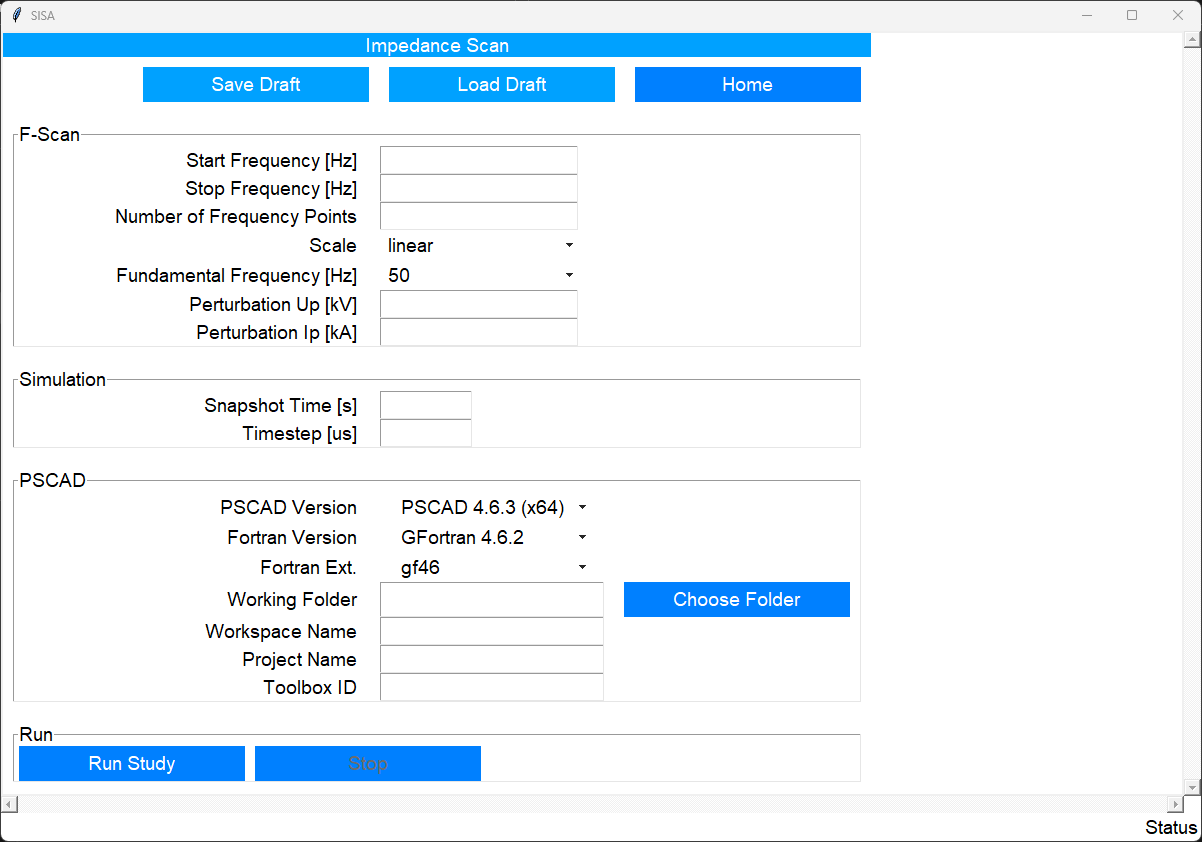 SISA
Impedance Scan
Save Draft Load Draft Home
F-Scan
Start Frequency [Hz]
Stop Frequency [Hz]
Number of Frequency Points
Scale linear
Fundamental Frequency [Hz] 50
Perturbation Up [kV]
Perturbation Ip [kA]
Simulation
Snapshot Time [s]
Timestep [us]
PSCAD
PSCAD Version PSCAD 4.6.3 (x64)
Fortran Version GFortran 4.6.2
Fortran Ext. gf46
Working Folder Choose Folder
Workspace Name
Project Name
Toolbox ID
Run
Run Study Stop
Status